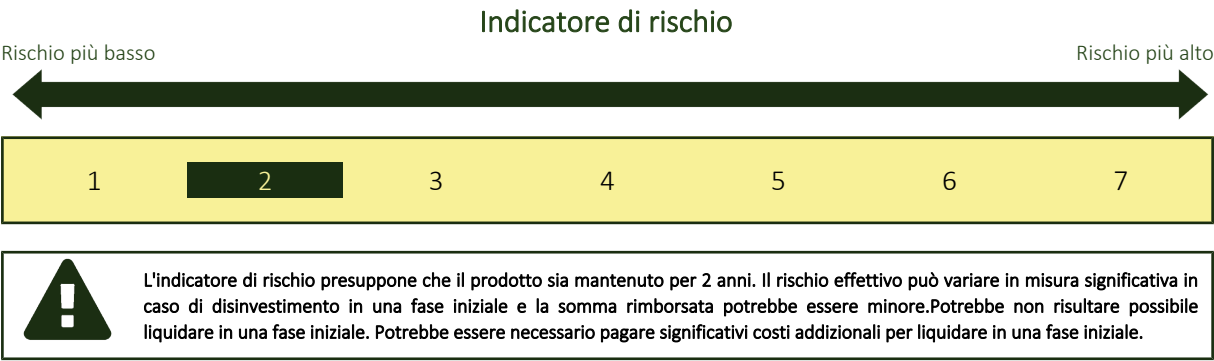 Indicatore di rischio
Rischio più basso
Rischio più alto
1 2 3 4 5 6 7
L'indicatore di rischio presuppone che il prodotto sia mantenuto per 2 anni. Il rischio effettivo può variare in misura significativa in
caso di disinvestimento in una fase iniziale e la somma rimborsata potrebbe essere minore.Potrebbe non risultare possibile
liquidare in una fase iniziale. Potrebbe essere necessario pagare significativi costi addizionali per liquidare in una fase iniziale.